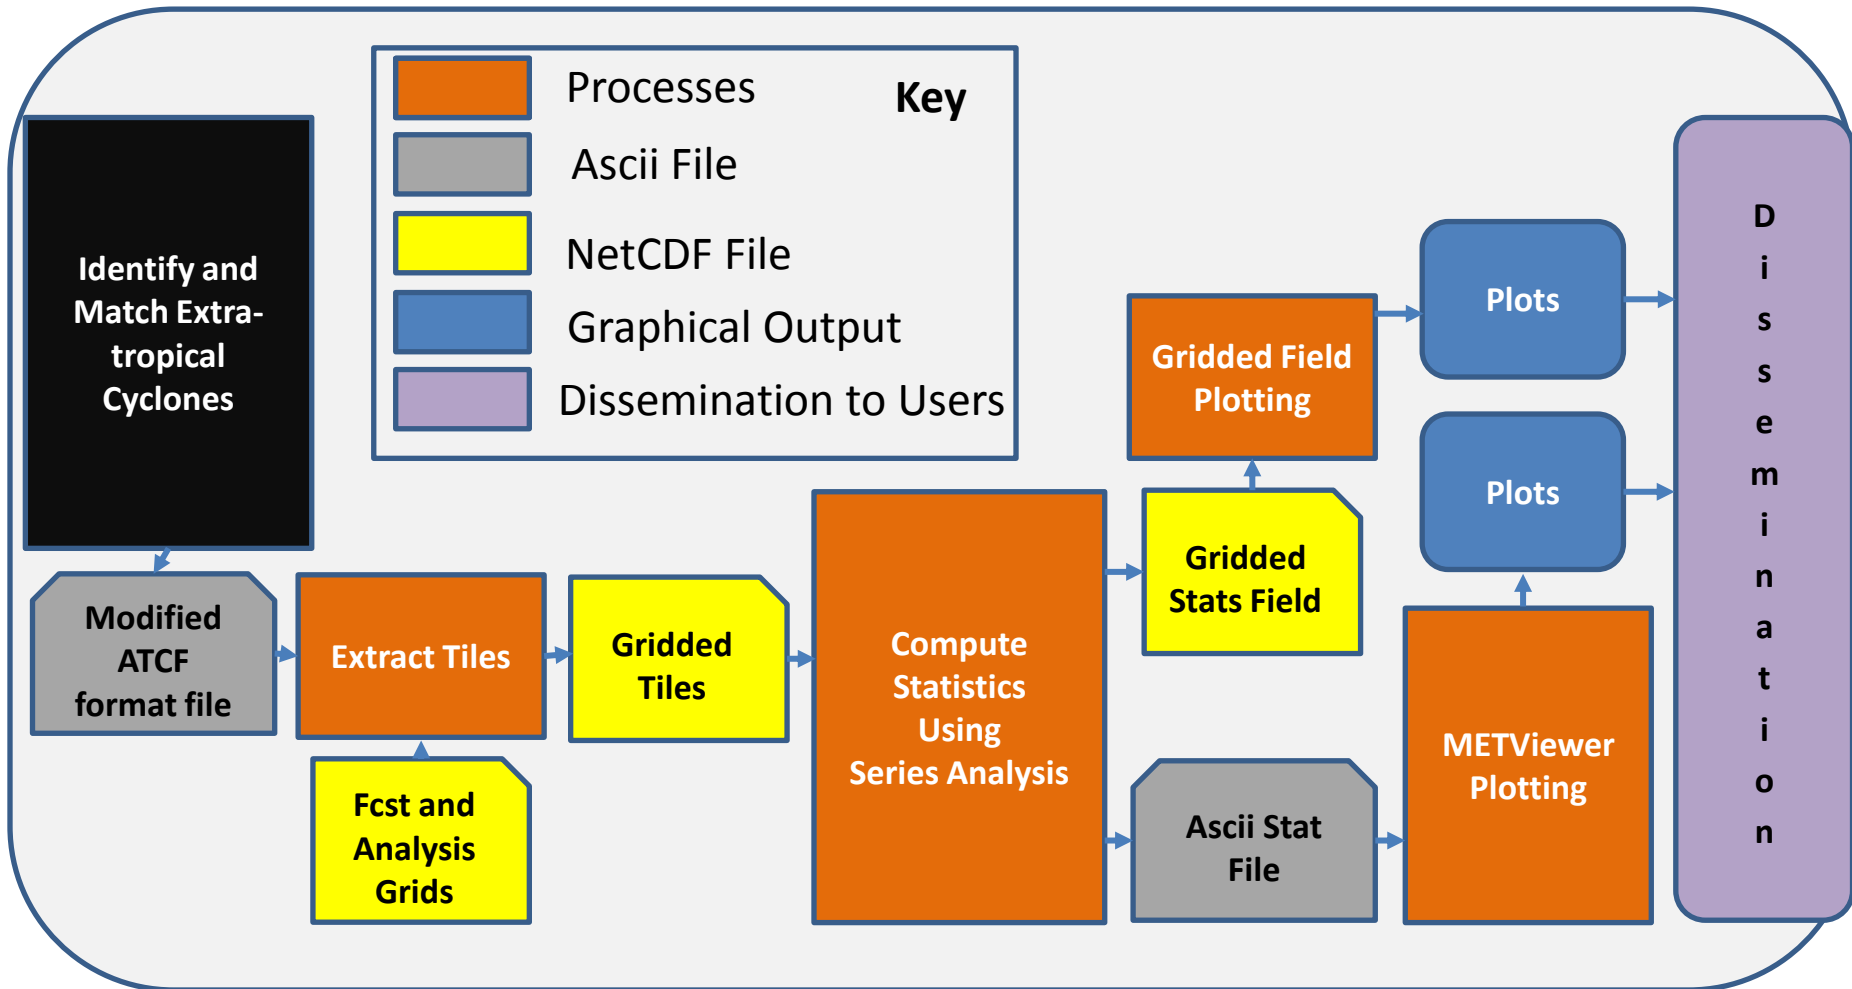 Key
Processes
Ascii File
NetCDF File
Graphical Output
Dissemination to Users
Identify and
Match Extra-
tropical
Cyclones
Modified
ATCF
format file
Extract Tiles
Fcst and
Analysis
Grids
Gridded
Tiles
Compute
Statistics
Using
Series Analysis
Gridded
Stats Field
Gridded Field
Plotting
Plots
Ascii Stat
File
METViewer
Plotting
Plots
D
i
s
s
e
m
i
n
a
t
i
o
n